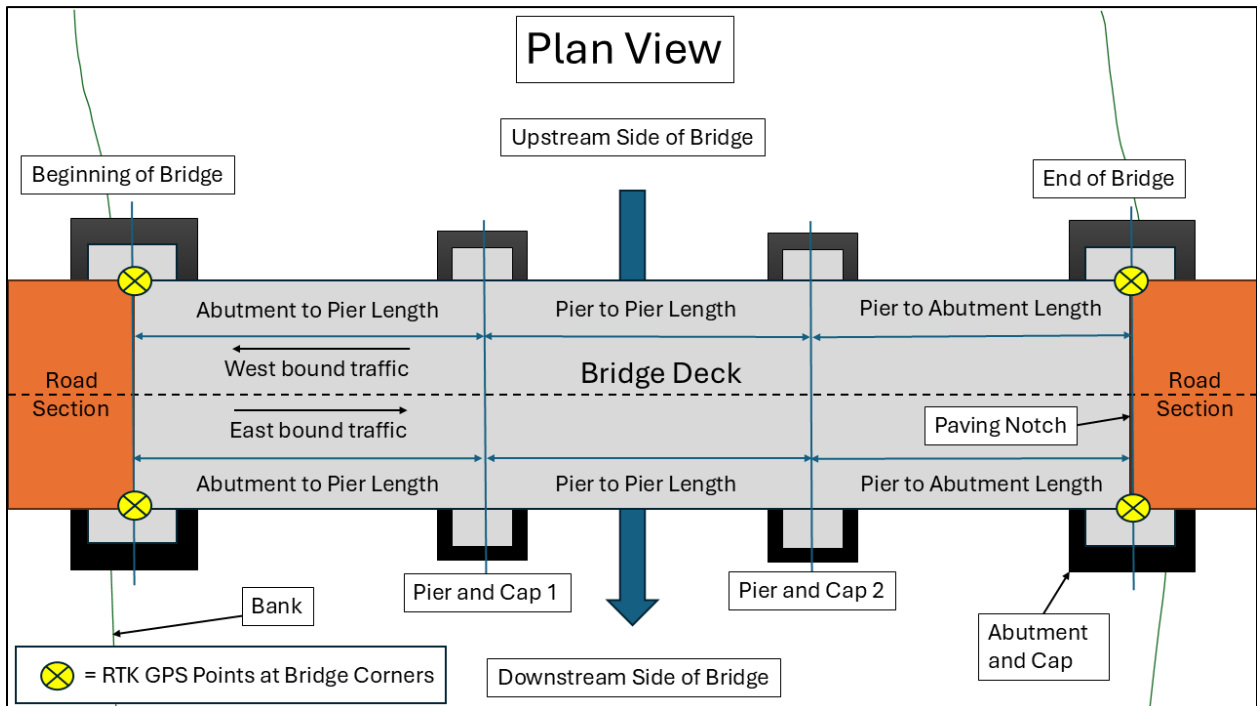 Plan View
Upstream Side of Bridge
Beginning of Bridge
End of Bridge
Abutment to Pier Length
Pier to Pier Length
Pier to Abutment Length
West bound traffic
Bridge Deck
Road
Section
Road
Section
East bound traffic
Paving Notch
Abutment to Pier Length
Pier to Pier Length
Pier to Abutment Length
Pier and Cap 1
Pier and Cap 2
Bank
Abutment
and Cap
= RTK GPS Points at Bridge Corners
Downstream Side of Bridge